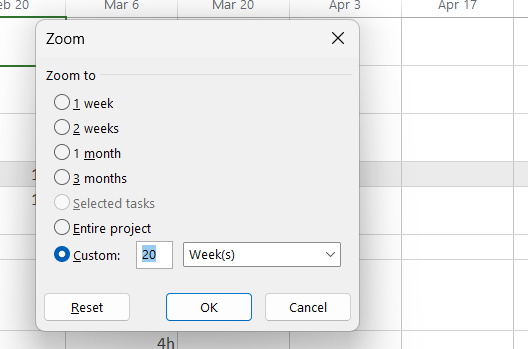 eb 20 Mar 6 Mar 20 Apr 3 Apr 17
Zoom
Zoom to
1 week
2 weeks
1 month
3 months
Selected tasks
Entire project
Custom: 20 Week(s)
Reset OK Cancel
4h